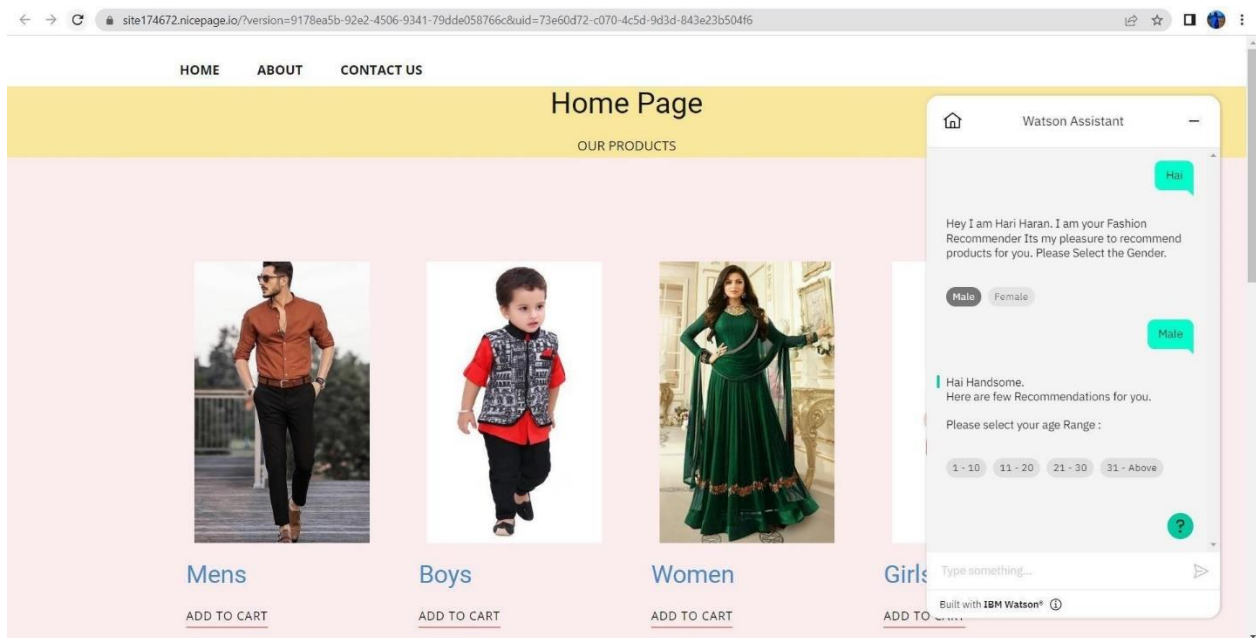 site174672.nicepage.io/?version=9178ea5b-92e2-4506-9341-79dde058766c&uid=73e60d72-c070-4c5d-9d3d-843e23b504f6
HOME ABOUT CONTACT US
Home Page
OUR PRODUCTS
Mens
ADD TO CART
Boys
ADD TO CART
Women
ADD TO CART
Girls
ADD TO CART
Watson Assistant
Hai
Hey I am Hari Haran. I am your Fashion
Recommender Its my pleasure to recommend
products for you. Please Select the Gender.
Male Female
Male
Hai Handsome.
Here are few Recommendations for you.
Please select your age Range :
1 - 10 11 - 20 21 - 30 31 - Above
?
Type something...
Built with IBM Watson®